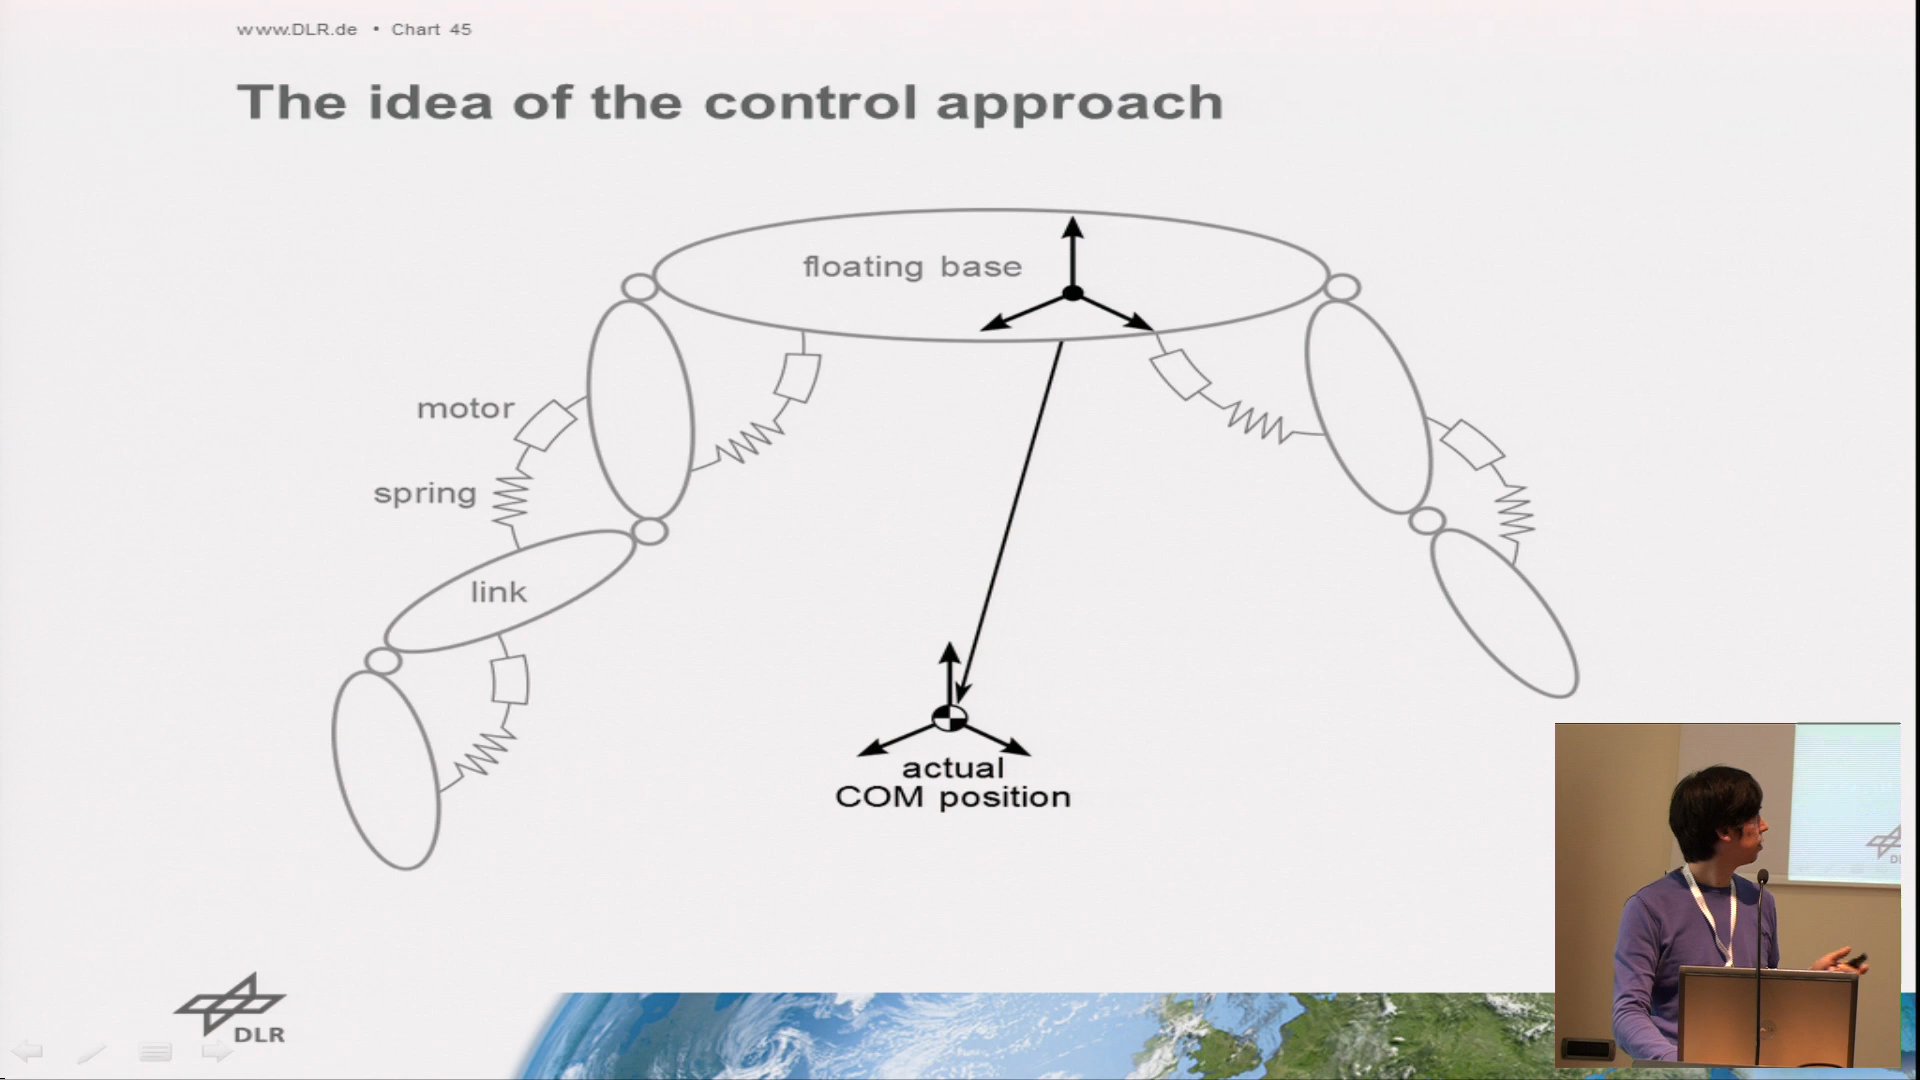 www.DLR.de • Chart 45
The idea of the control approach
floating base
motor
spring
link
actual
COM position
DLR